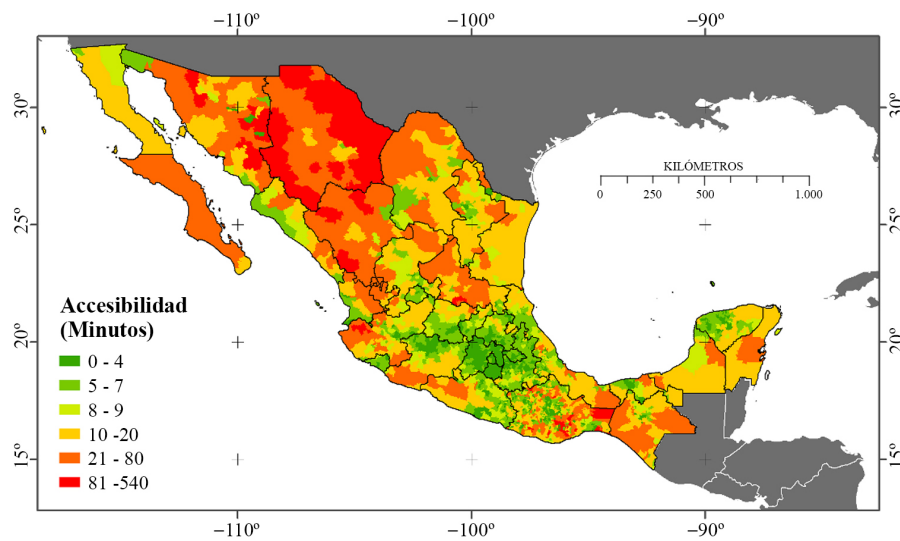 −110º −100º −90º
30º 30º
KILÓMETROS
0 250 500 1.000
25º 25º
Accesibilidad
(Minutos)
20º 20º
0 - 4
5 - 7
8 - 9
10 -20
21 - 80
81 -540
15º 15º
−110º −100º −90º